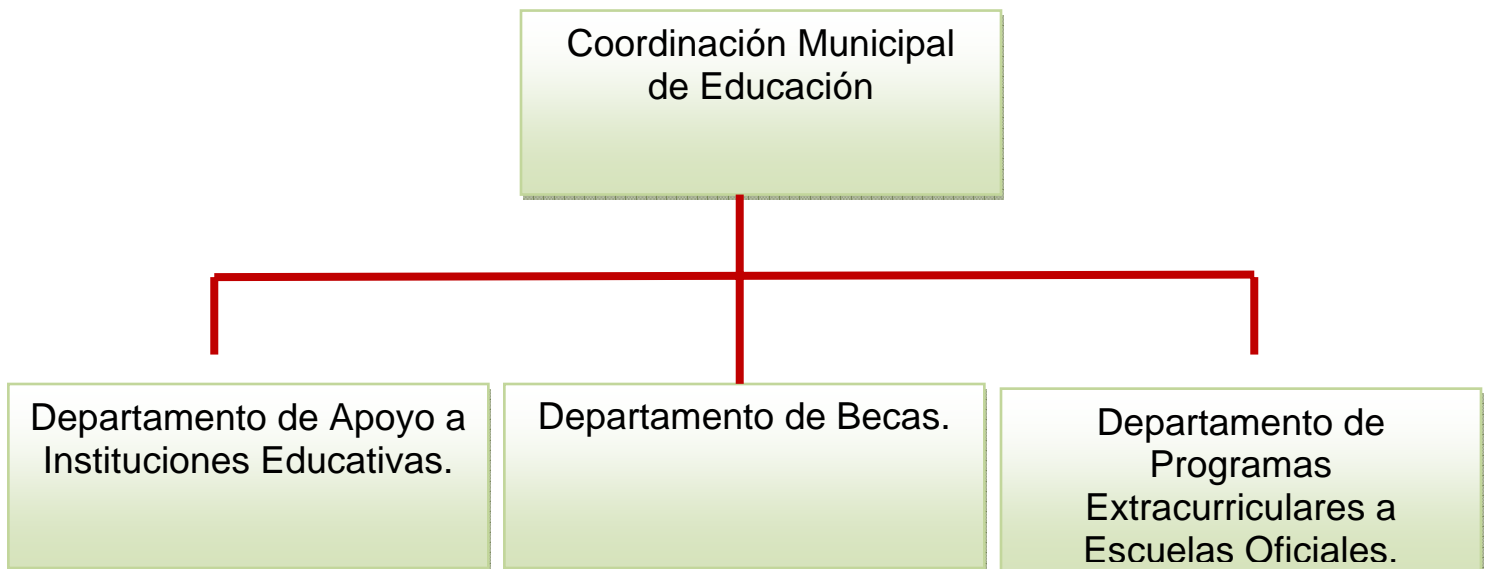 Coordinación Municipal
de Educación
Departamento de Apoyo a
Instituciones Educativas.
Departamento de Becas.
Departamento de
Programas
Extracurriculares a
Escuelas Oficiales.